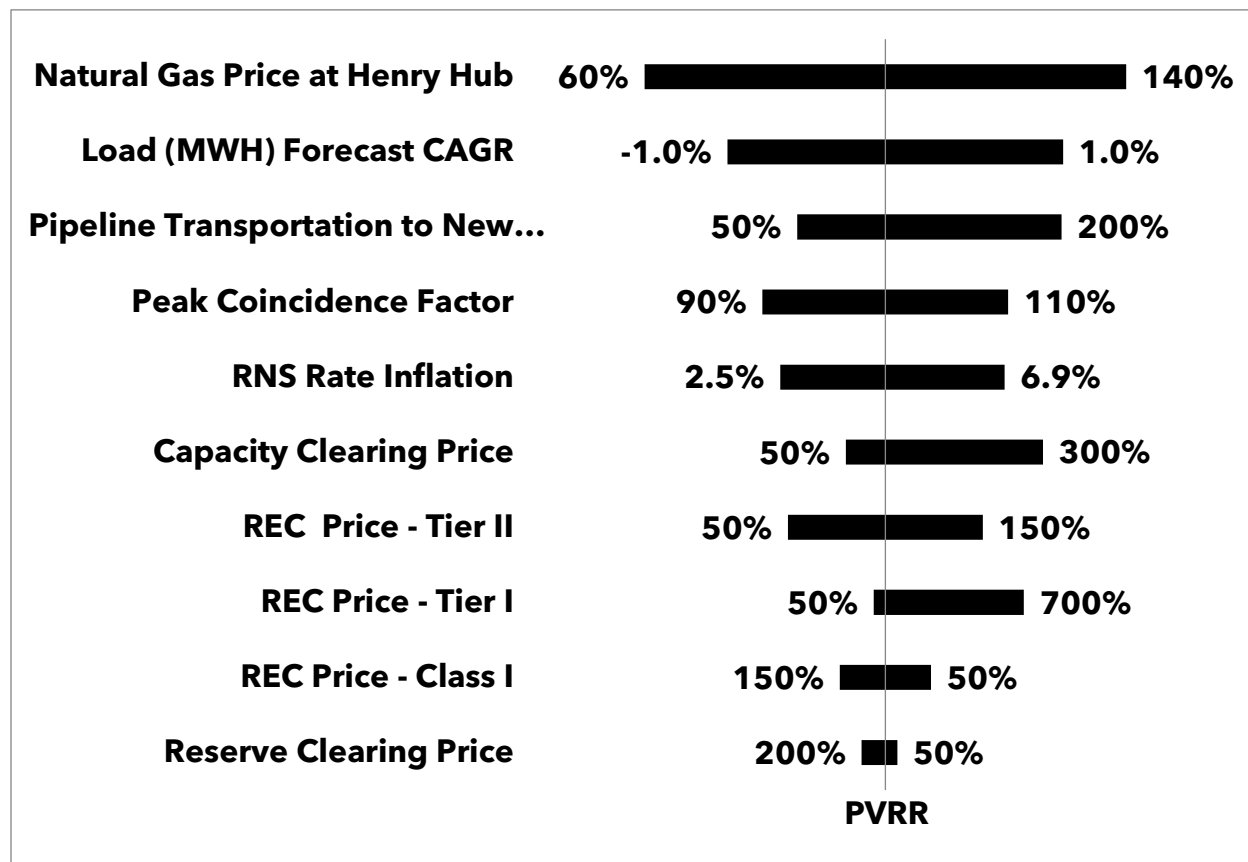 Natural Gas Price at Henry Hub 60% 140%
Load (MWH) Forecast CAGR -1.0% 1.0%
Pipeline Transportation to New… 50% 200%
Peak Coincidence Factor 90% 110%
RNS Rate Inflation 2.5% 6.9%
Capacity Clearing Price 50% 300%
REC  Price - Tier II 50% 150%
REC Price - Tier I 50% 700%
REC Price - Class I 150% 50%
Reserve Clearing Price 200% 50%
PVRR